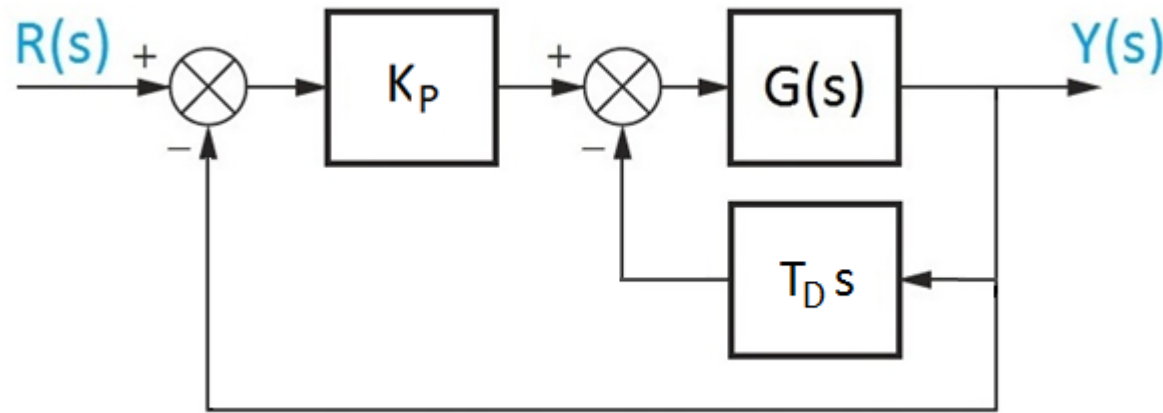 R(s) + K_P + G(s) Y(s)
− −
T_D s